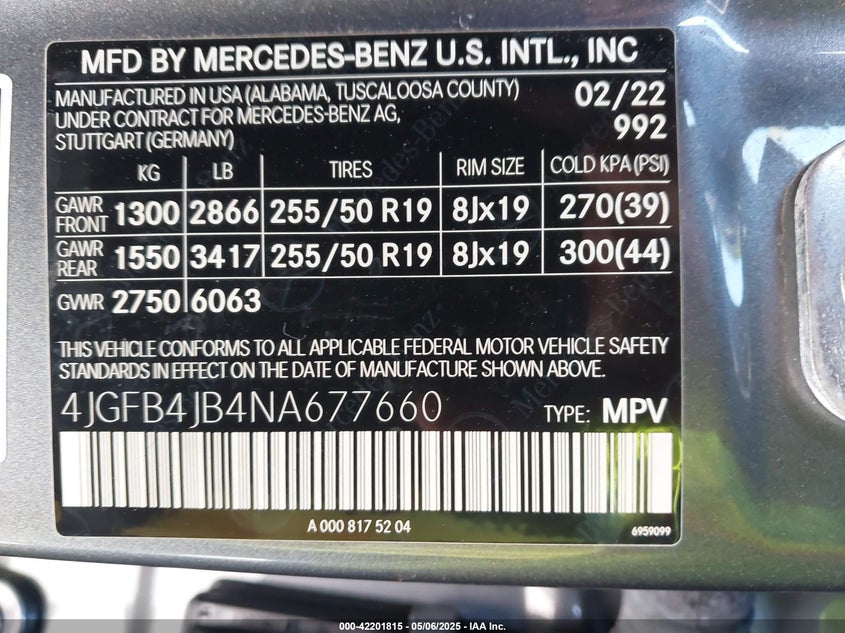 MFD BY MERCEDES-BENZ U.S. INTL., INC
MANUFACTURED IN USA (ALABAMA, TUSCALOOSA COUNTY)
UNDER CONTRACT FOR MERCEDES-BENZ AG,
STUTTGART (GERMANY)
02/22
992
KG LB TIRES RIM SIZE COLD KPA (PSI)
GAWR FRONT 1300 2866 255/50 R19 8Jx19 270(39)
GAWR REAR 1550 3417 255/50 R19 8Jx19 300(44)
GVWR 2750 6063
THIS VEHICLE CONFORMS TO ALL APPLICABLE FEDERAL MOTOR VEHICLE SAFETY
STANDARDS IN EFFECT ON THE DATE OF MANUFACTURE SHOWN ABOVE.
4JGFB4JB4NA677660 TYPE: MPV
A 000 817 52 04
6959099
000-42201815 - 05/06/2025 - IAA Inc.